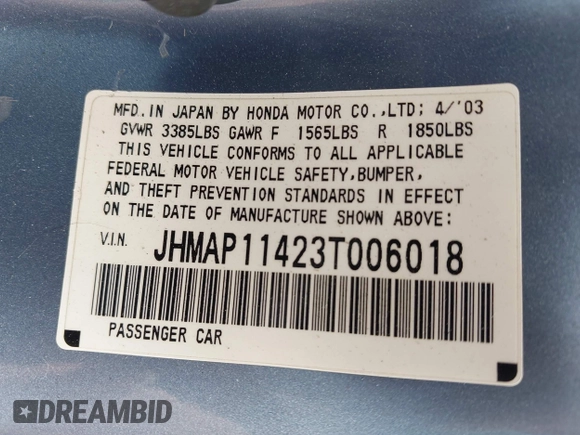 MFD. IN JAPAN BY HONDA MOTOR CO.,LTD; 4/'03
GVWR 3385LBS GAWR F 1565LBS R 1850LBS
THIS VEHICLE CONFORMS TO ALL APPLICABLE
FEDERAL MOTOR VEHICLE SAFETY,BUMPER,
AND THEFT PREVENTION STANDARDS IN EFFECT
ON THE DATE OF MANUFACTURE SHOWN ABOVE:
V.I.N. JHMAP11423T006018
PASSENGER CAR
DREAMBID